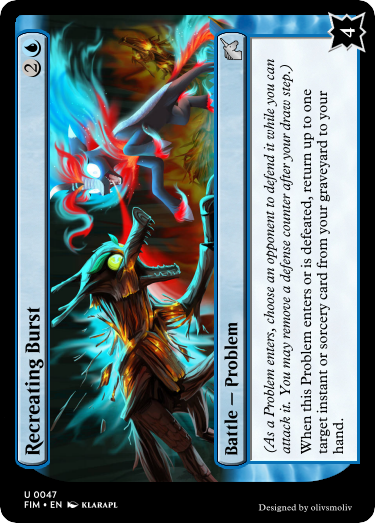 Recreating Burst
2
Battle — Problem
(As a Problem enters, choose an opponent to defend it while you can
attack it. You may remove a defense counter after your draw step.)
When this Problem enters or is defeated, return up to one
target instant or sorcery card from your graveyard to your
hand.
4
U 0047
FIM • EN KLARAPL
Designed by olivsmoliv